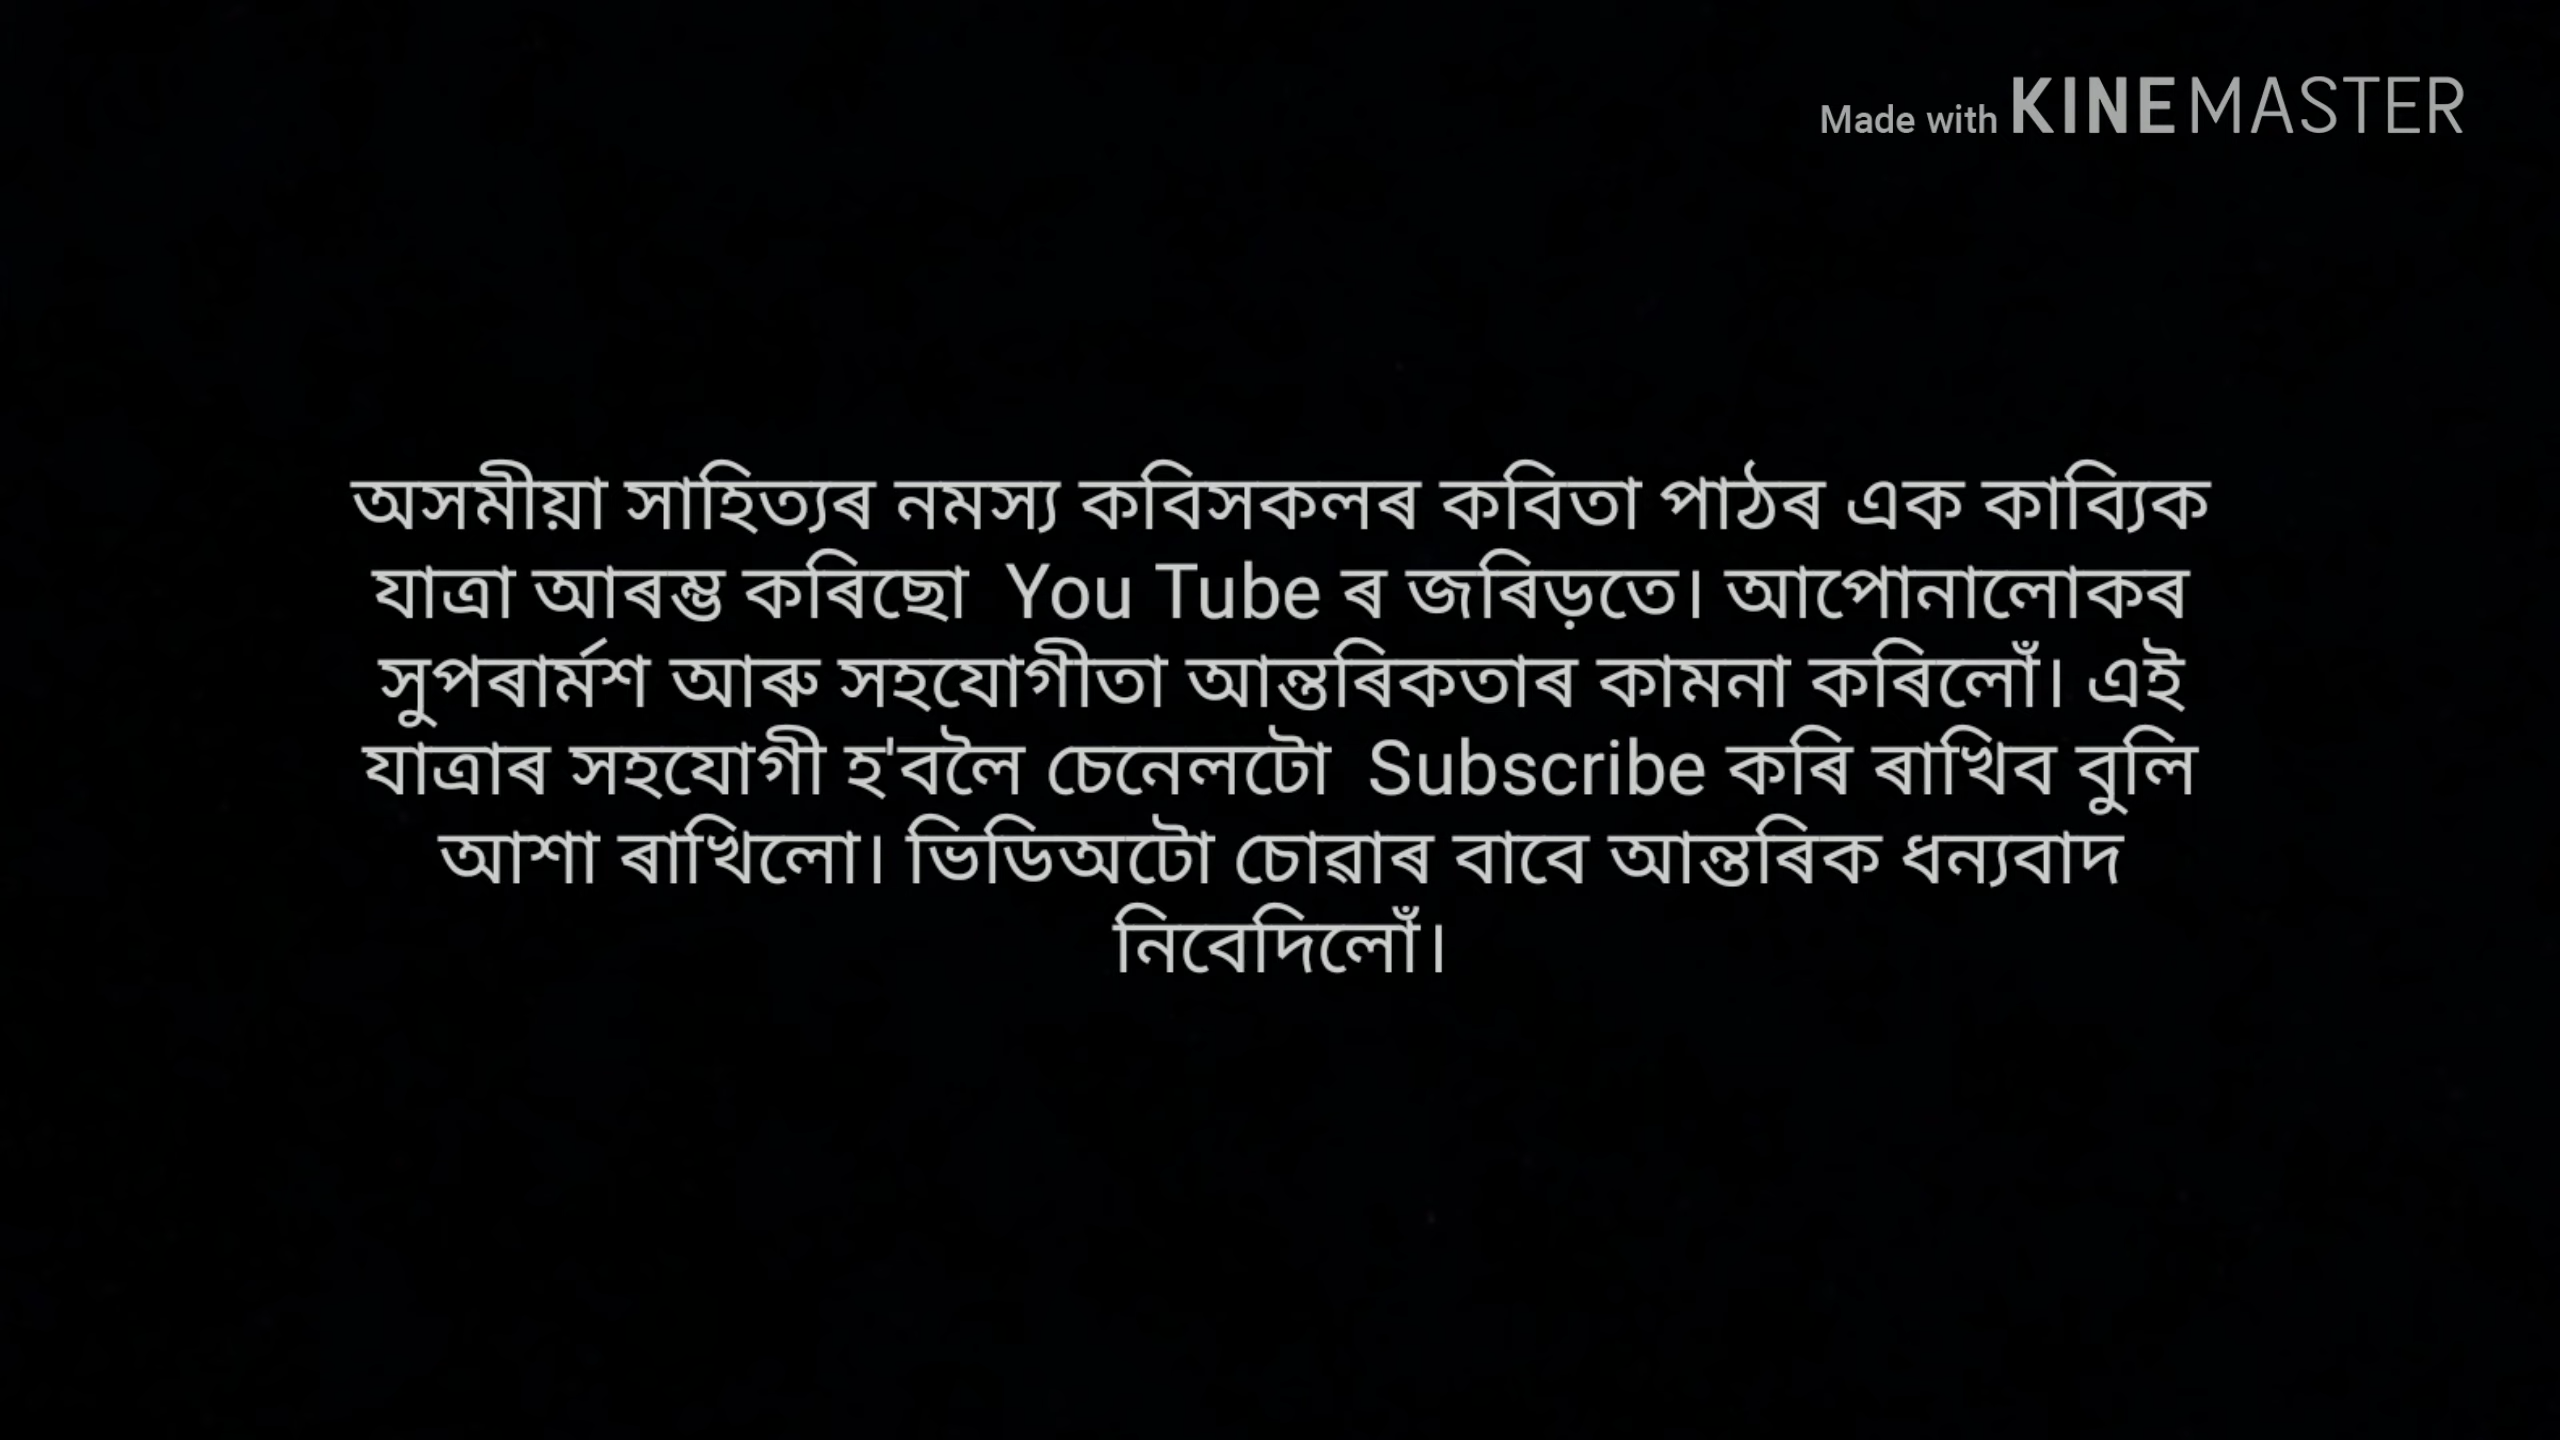 Made with KINEMASTER
অসমীয়া সাহিত্যৰ নমস্য কবিসকলৰ কবিতা পাঠৰ এক কাব্যিক
যাত্ৰা আৰম্ভ কৰিছো You Tube ৰ জৰিড়তে। আপোনালোকৰ
সুপৰাৰ্মশ আৰু সহযোগীতা আন্তৰিকতাৰ কামনা কৰিলোঁ। এই
যাত্ৰাৰ সহযোগী হ'বলৈ চেনেলটো Subscribe কৰি ৰাখিব বুলি
আশা ৰাখিলো। ভিডিঅটো চোৱাৰ বাবে আন্তৰিক ধন্যবাদ
নিবেদিলোঁ।